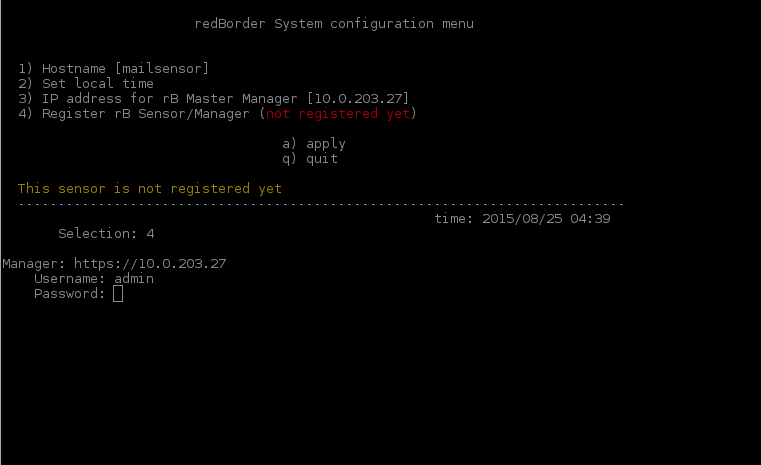 redBorder System configuration menu
1) Hostname [mailsensor]
2) Set local time
3) IP address for rB Master Manager [10.0.203.27]
4) Register rB Sensor/Manager (not registered yet)
a) apply
q) quit
This sensor is not registered yet
----------------------------------------------------------------------------
time: 2015/08/25 04:39
Selection: 4
Manager: https://10.0.203.27
Username: admin
Password: